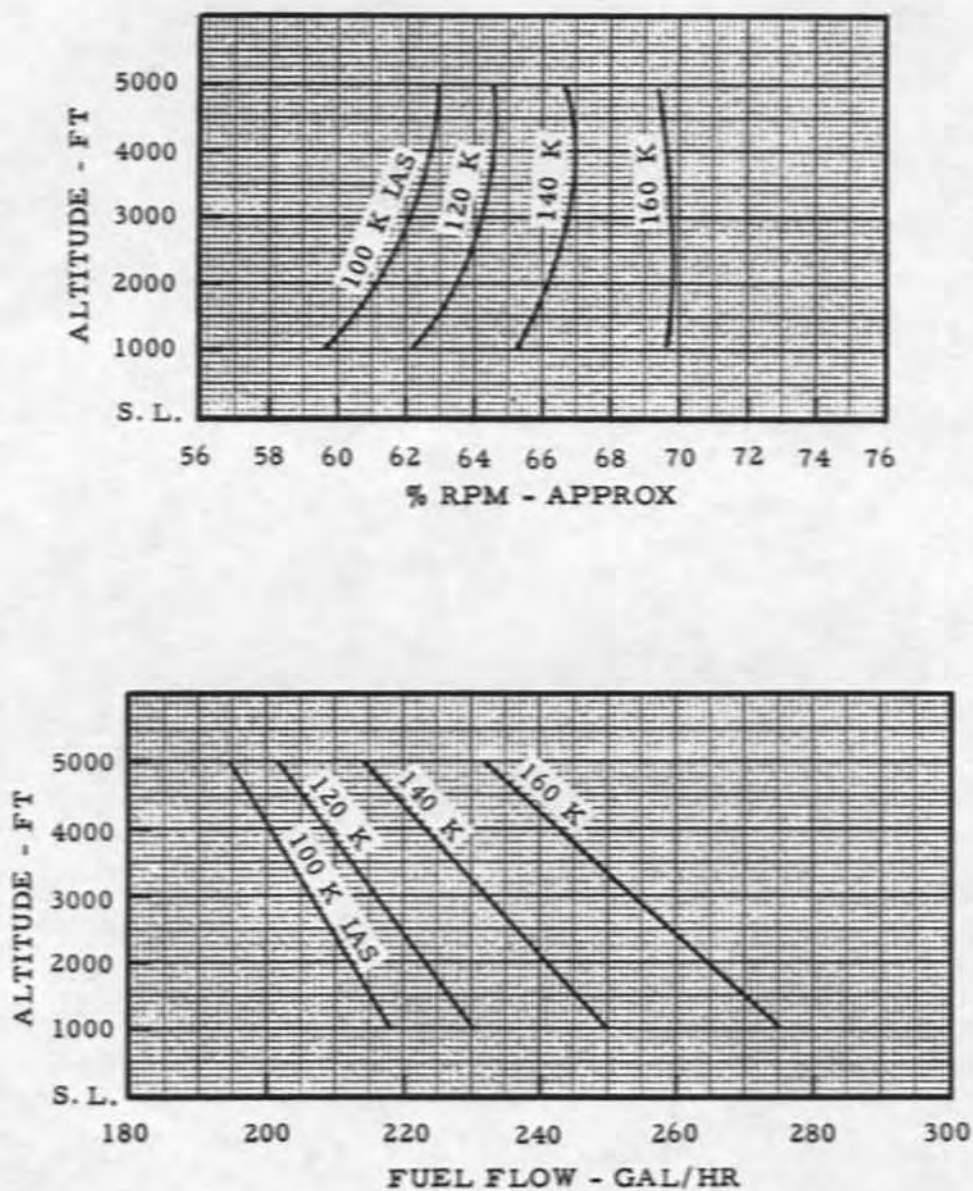 5000
4000
3000
2000
1000
S. L.
ALTITUDE - FT
100 K IAS
120 K
140 K
160 K
56 58 60 62 64 66 68 70 72 74 76
% RPM - APPROX
5000
4000
3000
2000
1000
S. L.
ALTITUDE - FT
100 K IAS
120 K
140 K
160 K
180 200 220 240 260 280 300
FUEL FLOW - GAL/HR